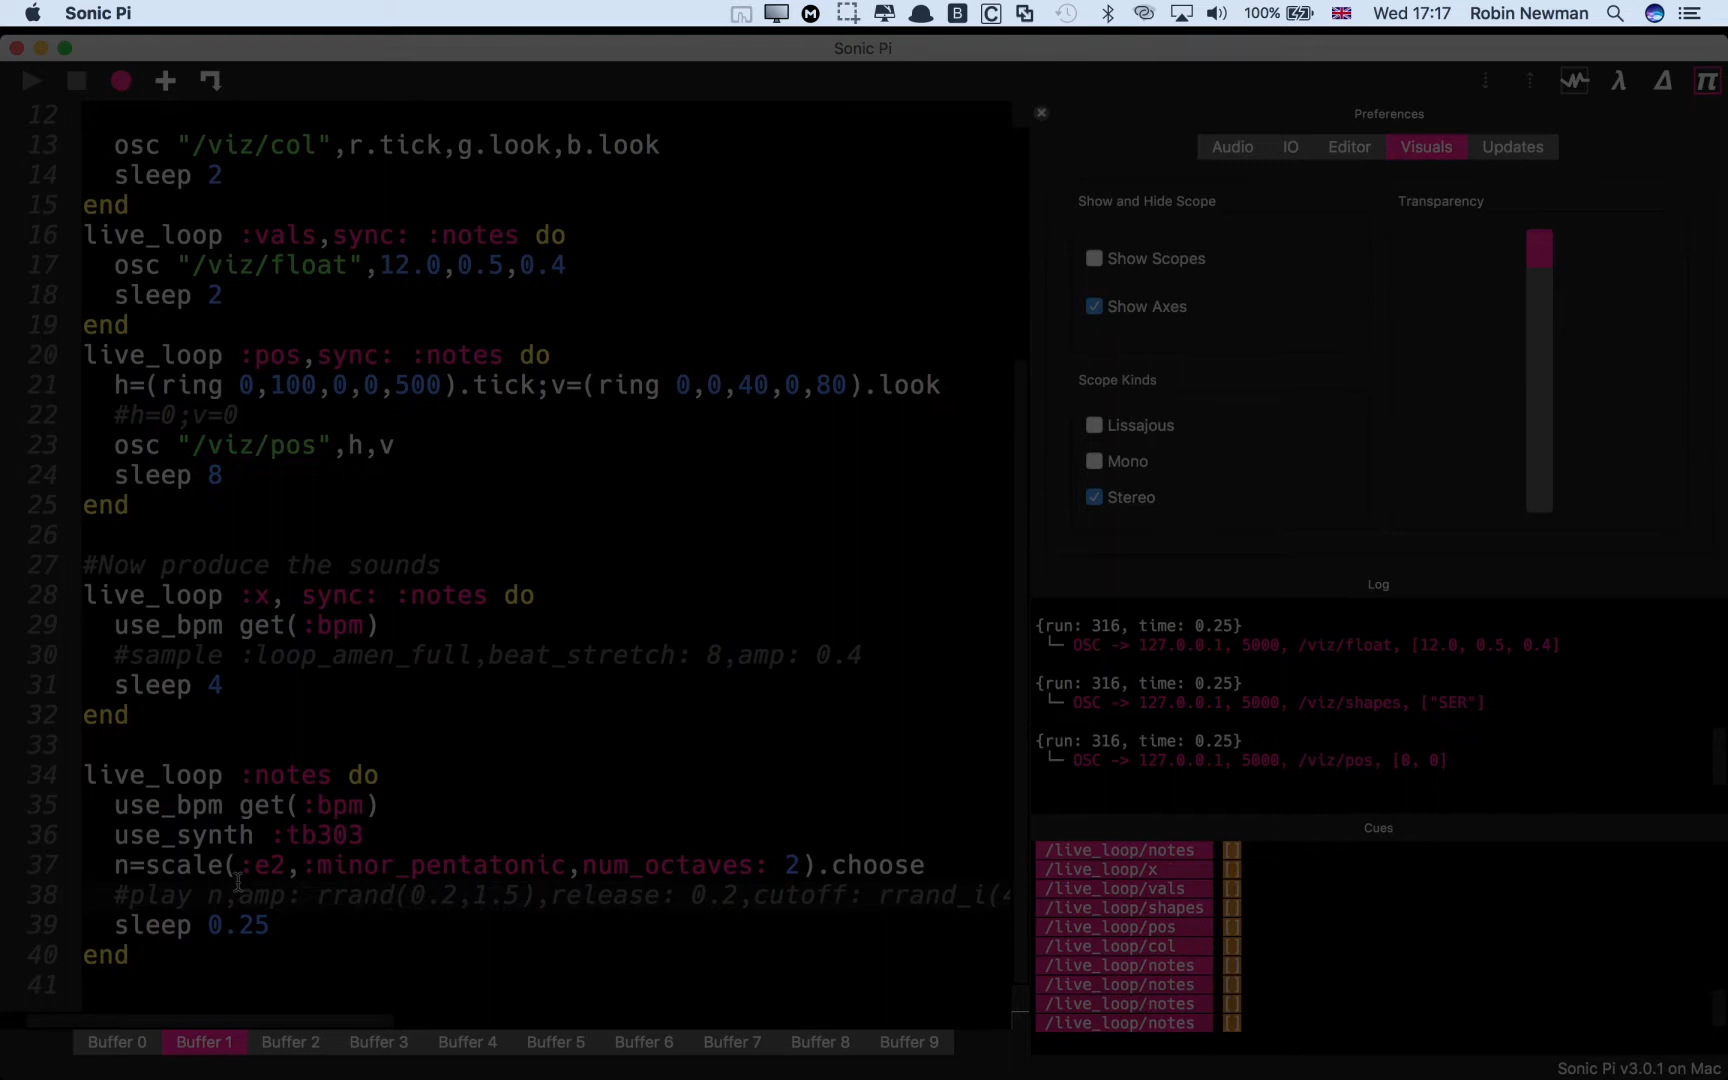 Sonic Pi
100%
Wed 17:17
Robin Newman
Sonic Pi
12
13 osc "/viz/col",r.tick,g.look,b.look
14 sleep 2
15 end
16 live_loop :vals,sync: :notes do
17 osc "/viz/float",12.0,0.5,0.4
18 sleep 2
19 end
20 live_loop :pos,sync: :notes do
21 h=(ring 0,100,0,0,500).tick;v=(ring 0,0,40,0,80).look
22 #h=0;v=0
23 osc "/viz/pos",h,v
24 sleep 8
25 end
26
27 #Now produce the sounds
28 live_loop :x, sync: :notes do
29 use_bpm get(:bpm)
30 #sample :loop_amen_full,beat_stretch: 8,amp: 0.4
31 sleep 4
32 end
33
34 live_loop :notes do
35 use_bpm get(:bpm)
36 use_synth :tb303
37 n=scale(:e2,:minor_pentatonic,num_octaves: 2).choose
38 #play n,amp: rrand(0.2,1.5),release: 0.2,cutoff: rrand_i(4
39 sleep 0.25
40 end
41
Buffer 0 Buffer 1 Buffer 2 Buffer 3 Buffer 4 Buffer 5 Buffer 6 Buffer 7 Buffer 8 Buffer 9
Preferences
Audio IO Editor Visuals Updates
Show and Hide Scope
Show Scopes
Show Axes
Scope Kinds
Lissajous
Mono
Stereo
Transparency
Log
{run: 316, time: 0.25}
└─ OSC -> 127.0.0.1, 5000, /viz/float, [12.0, 0.5, 0.4]
{run: 316, time: 0.25}
└─ OSC -> 127.0.0.1, 5000, /viz/shapes, ["SER"]
{run: 316, time: 0.25}
└─ OSC -> 127.0.0.1, 5000, /viz/pos, [0, 0]
Cues
/live_loop/notes []
/live_loop/x []
/live_loop/vals []
/live_loop/shapes []
/live_loop/pos []
/live_loop/col []
/live_loop/notes []
/live_loop/notes []
/live_loop/notes []
/live_loop/notes []
Sonic Pi v3.0.1 on Mac